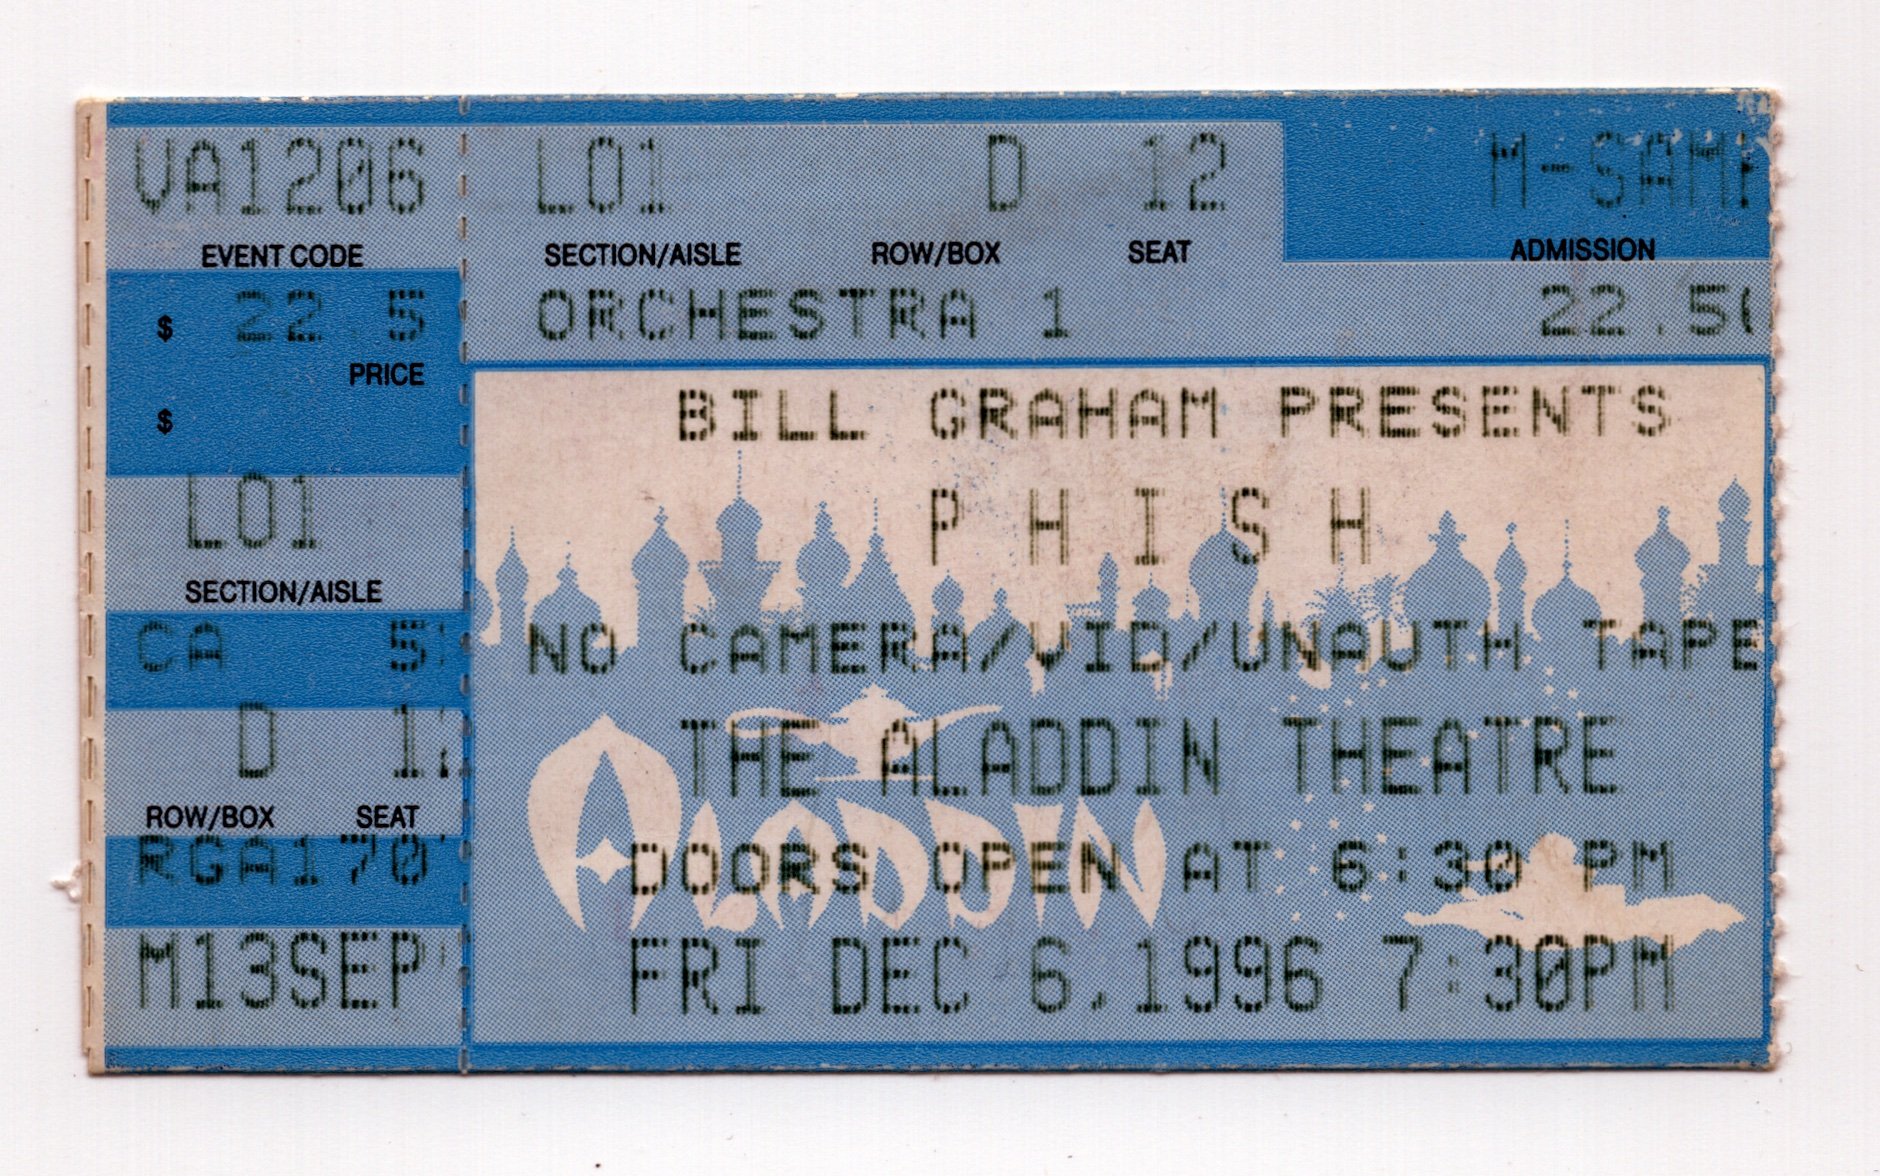 VA1206
EVENT CODE
$ 22.5
PRICE
$
L01
SECTION/AISLE
CA 5
D 12
ROW/BOX SEAT
RGA170
M13SEP
L01 D 12 M-SAM
SECTION/AISLE ROW/BOX SEAT ADMISSION
ORCHESTRA 1 22.50
BILL GRAHAM PRESENTS
P H I S H
NO CAMERA/VID/UNAUTH TAPE
THE ALADDIN THEATRE
ALADDIN
DOORS OPEN AT 6:30 PM
FRI DEC 6,1996 7:30PM